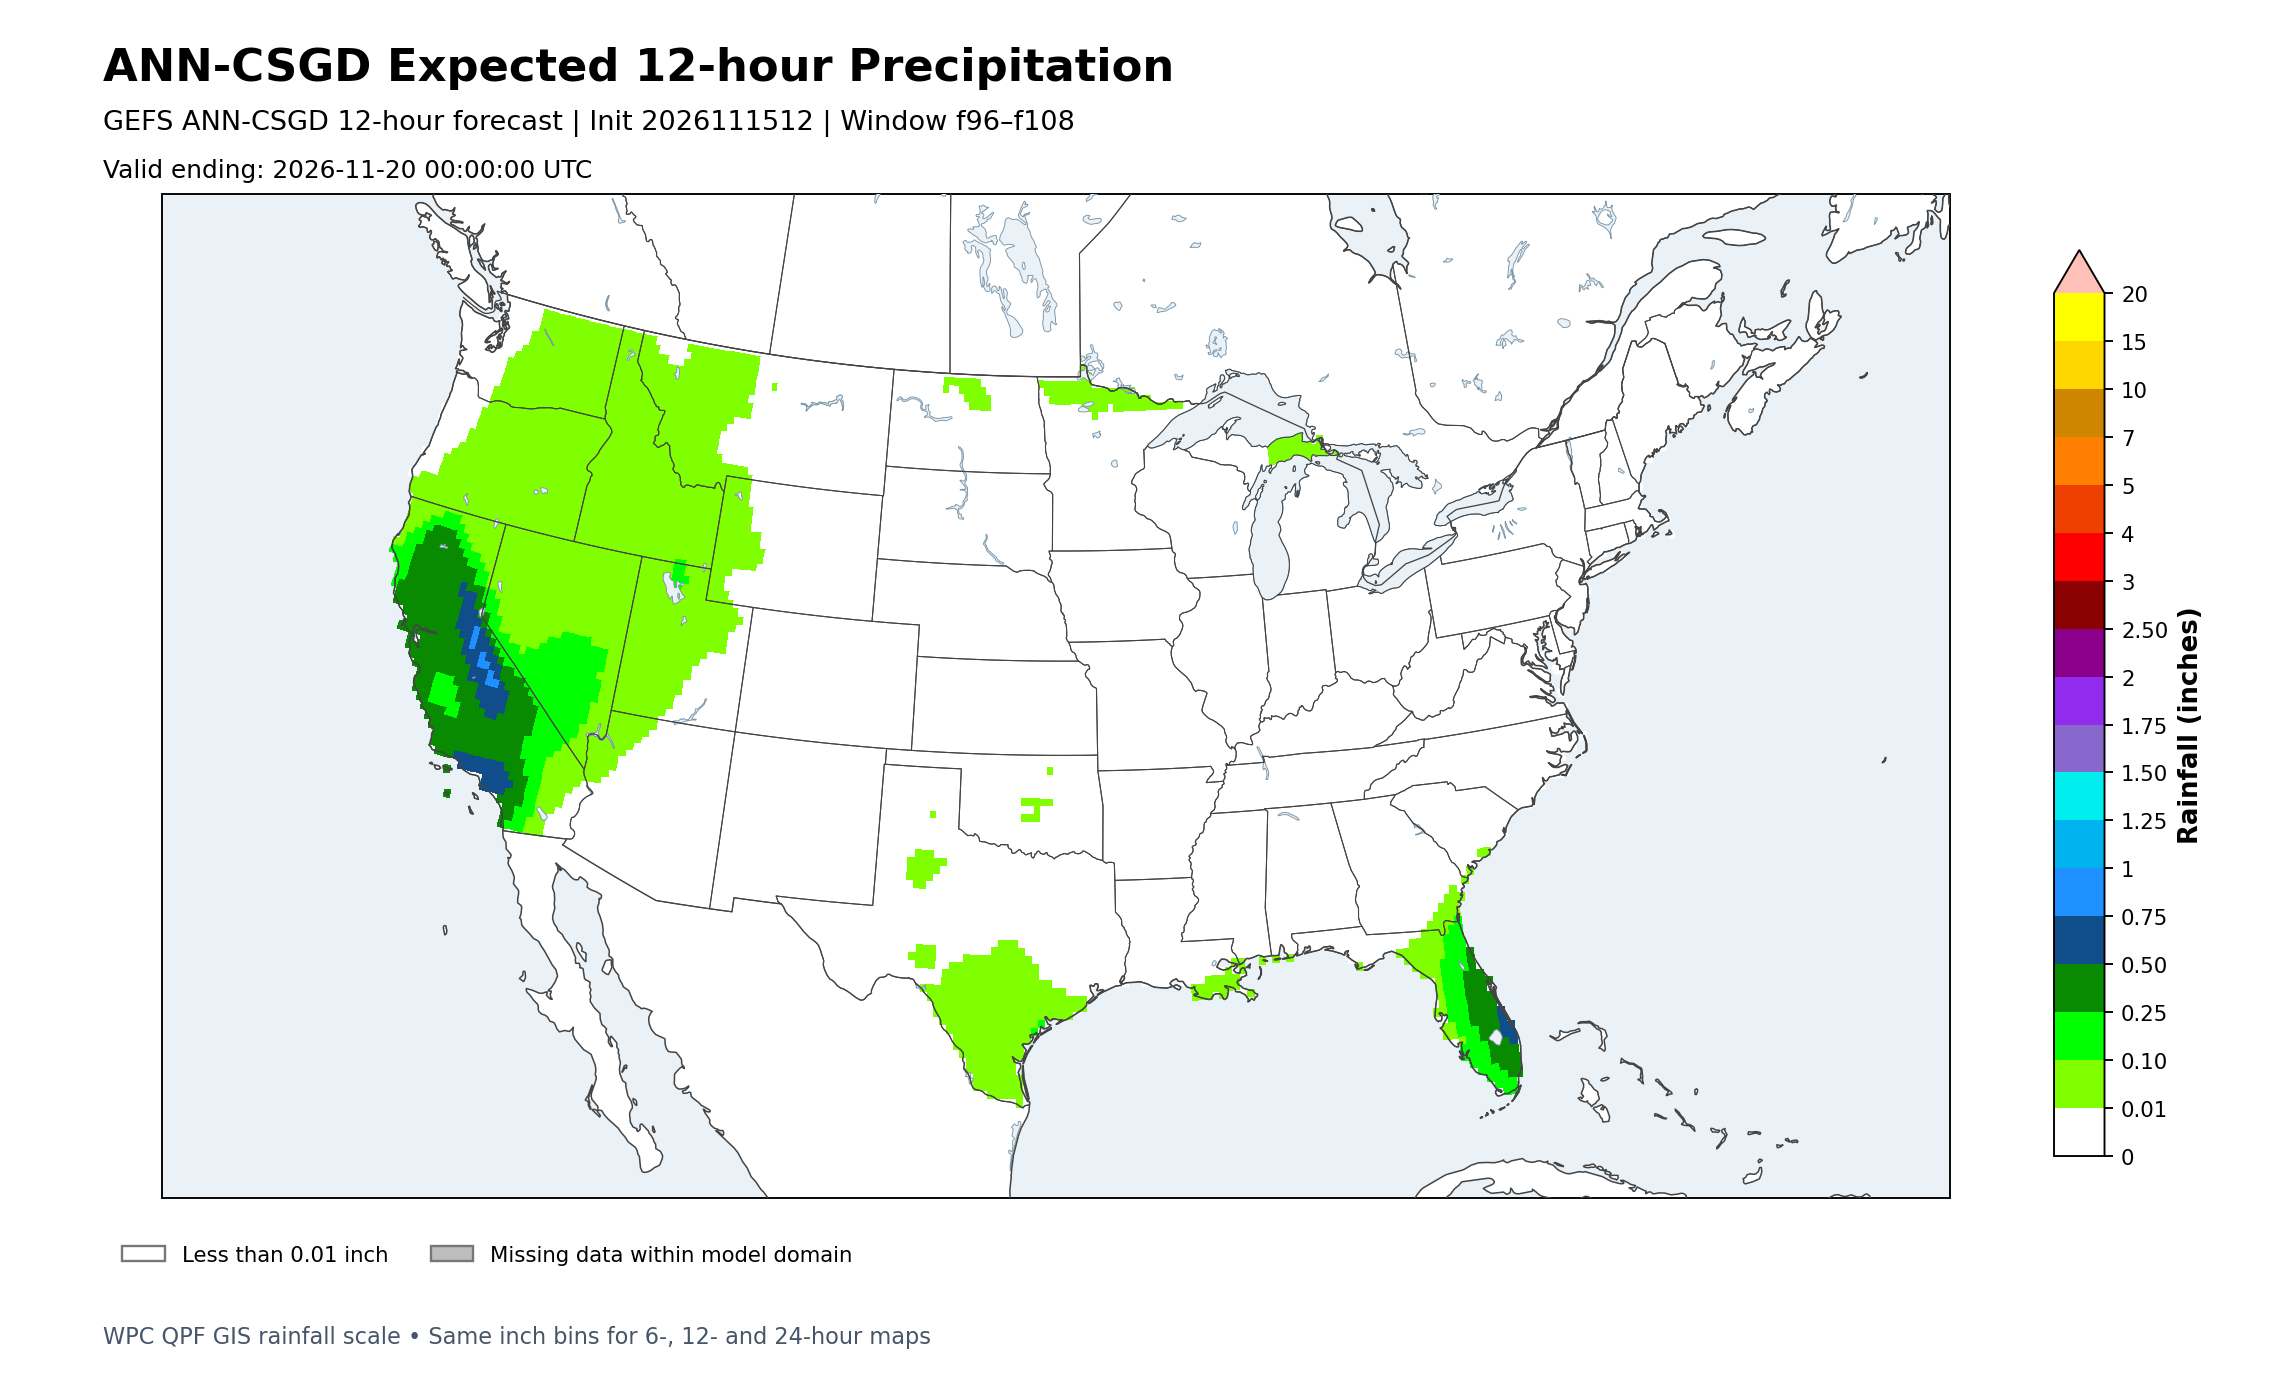 ANN-CSGD Expected 12-hour Precipitation
GEFS ANN-CSGD 12-hour forecast | Init 2026111512 | Window f96–f108
Valid ending: 2026-11-20 00:00:00 UTC
20
15
10
7
5
4
3
2.50
2
1.75
1.50
1.25
1
0.75
0.50
0.25
0.10
0.01
0
Rainfall (inches)
Less than 0.01 inch
Missing data within model domain
WPC QPF GIS rainfall scale • Same inch bins for 6-, 12- and 24-hour maps